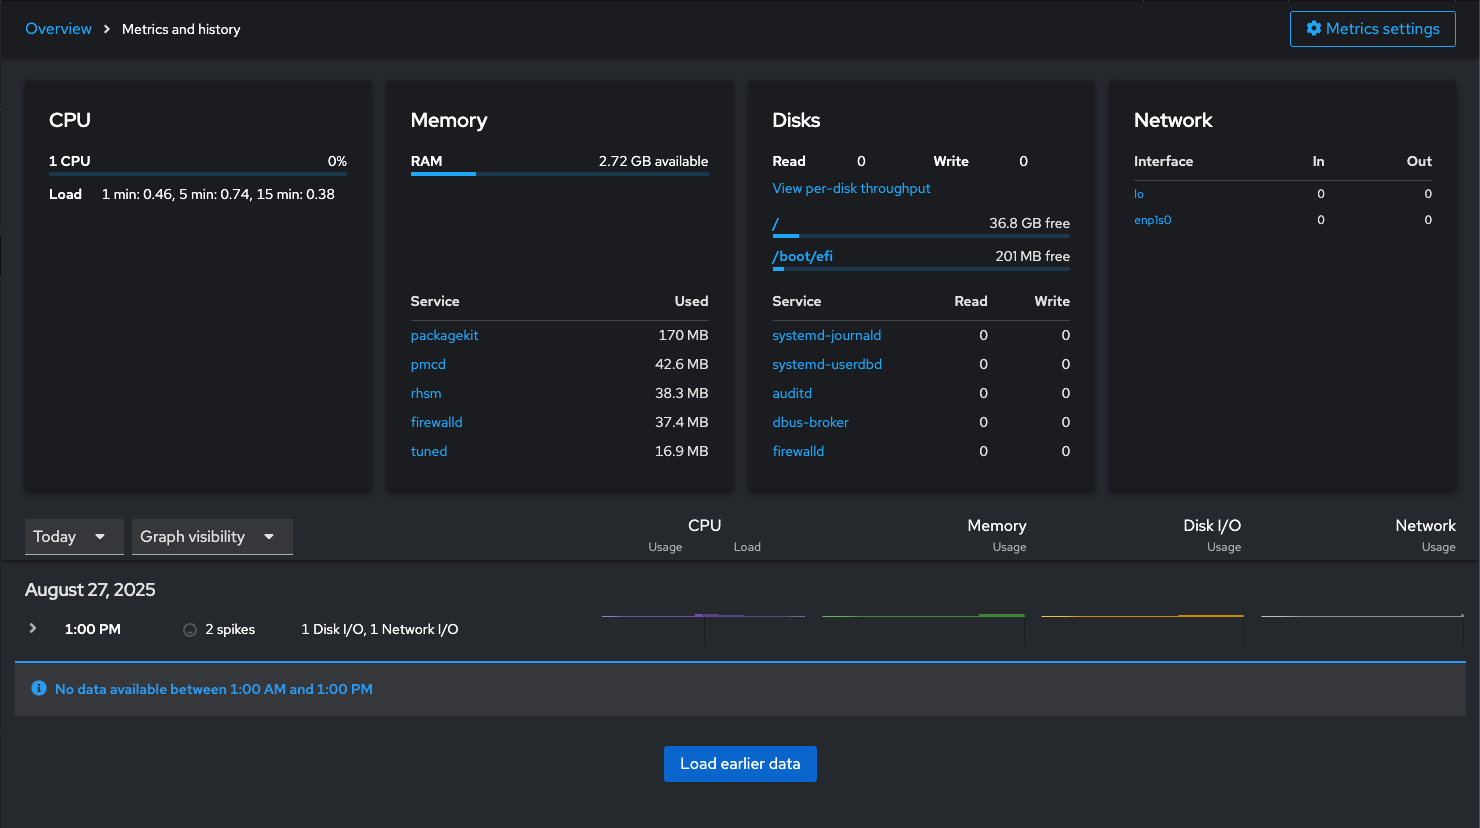 Overview > Metrics and history
Metrics settings
CPU
1 CPU 0%
Load 1 min: 0.46, 5 min: 0.74, 15 min: 0.38
Memory
RAM 2.72 GB available
Service Used
packagekit 170 MB
pmcd 42.6 MB
rhsm 38.3 MB
firewalld 37.4 MB
tuned 16.9 MB
Disks
Read 0 Write 0
View per-disk throughput
/ 36.8 GB free
/boot/efi 201 MB free
Service Read Write
systemd-journald 0 0
systemd-userdbd 0 0
auditd 0 0
dbus-broker 0 0
firewalld 0 0
Network
Interface In Out
lo 0 0
enp1s0 0 0
Today Graph visibility
CPU Memory Disk I/O Network
Usage Load Usage Usage Usage
August 27, 2025
1:00 PM 2 spikes 1 Disk I/O, 1 Network I/O
No data available between 1:00 AM and 1:00 PM
Load earlier data